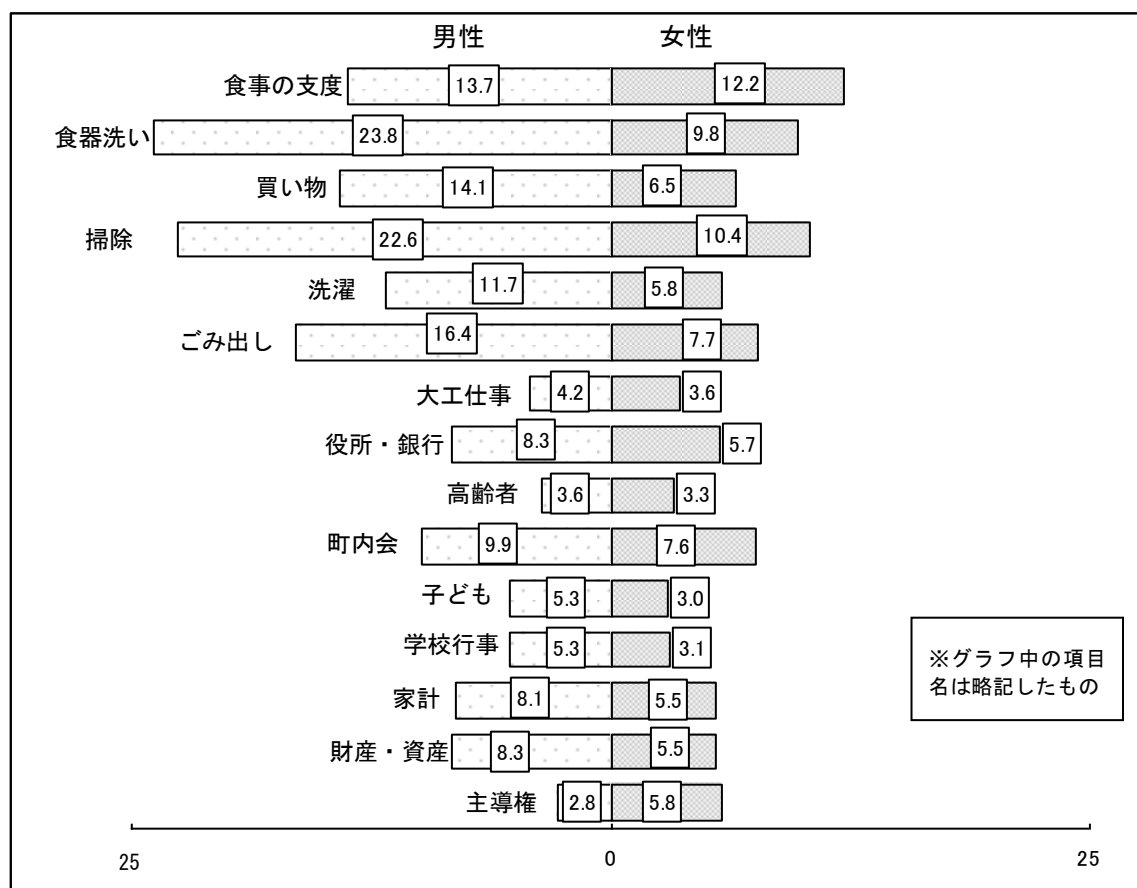 男性 女性
食事の支度 13.7 12.2
食器洗い 23.8 9.8
買い物 14.1 6.5
掃除 22.6 10.4
洗濯 11.7 5.8
ごみ出し 16.4 7.7
大工仕事 4.2 3.6
役所・銀行 8.3 5.7
高齢者 3.6 3.3
町内会 9.9 7.6
子ども 5.3 3.0
学校行事 5.3 3.1
家計 8.1 5.5
財産・資産 8.3 5.5
主導権 2.8 5.8
※グラフ中の項目
名は略記したもの
25 0 25